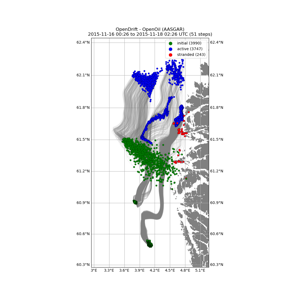 OpenDrift - OpenOil (AASGAR)
2015-11-16 00:26 to 2015-11-18 02:26 UTC (51 steps)
initial (3990)
active (3747)
stranded (243)
62.4°N 62.4°N
62.1°N 62.1°N
61.8°N 61.8°N
61.5°N 61.5°N
61.2°N 61.2°N
60.9°N 60.9°N
60.6°N 60.6°N
60.3°N 60.3°N
3°E 3.3°E 3.6°E 3.9°E 4.2°E 4.5°E 4.8°E 5.1°E